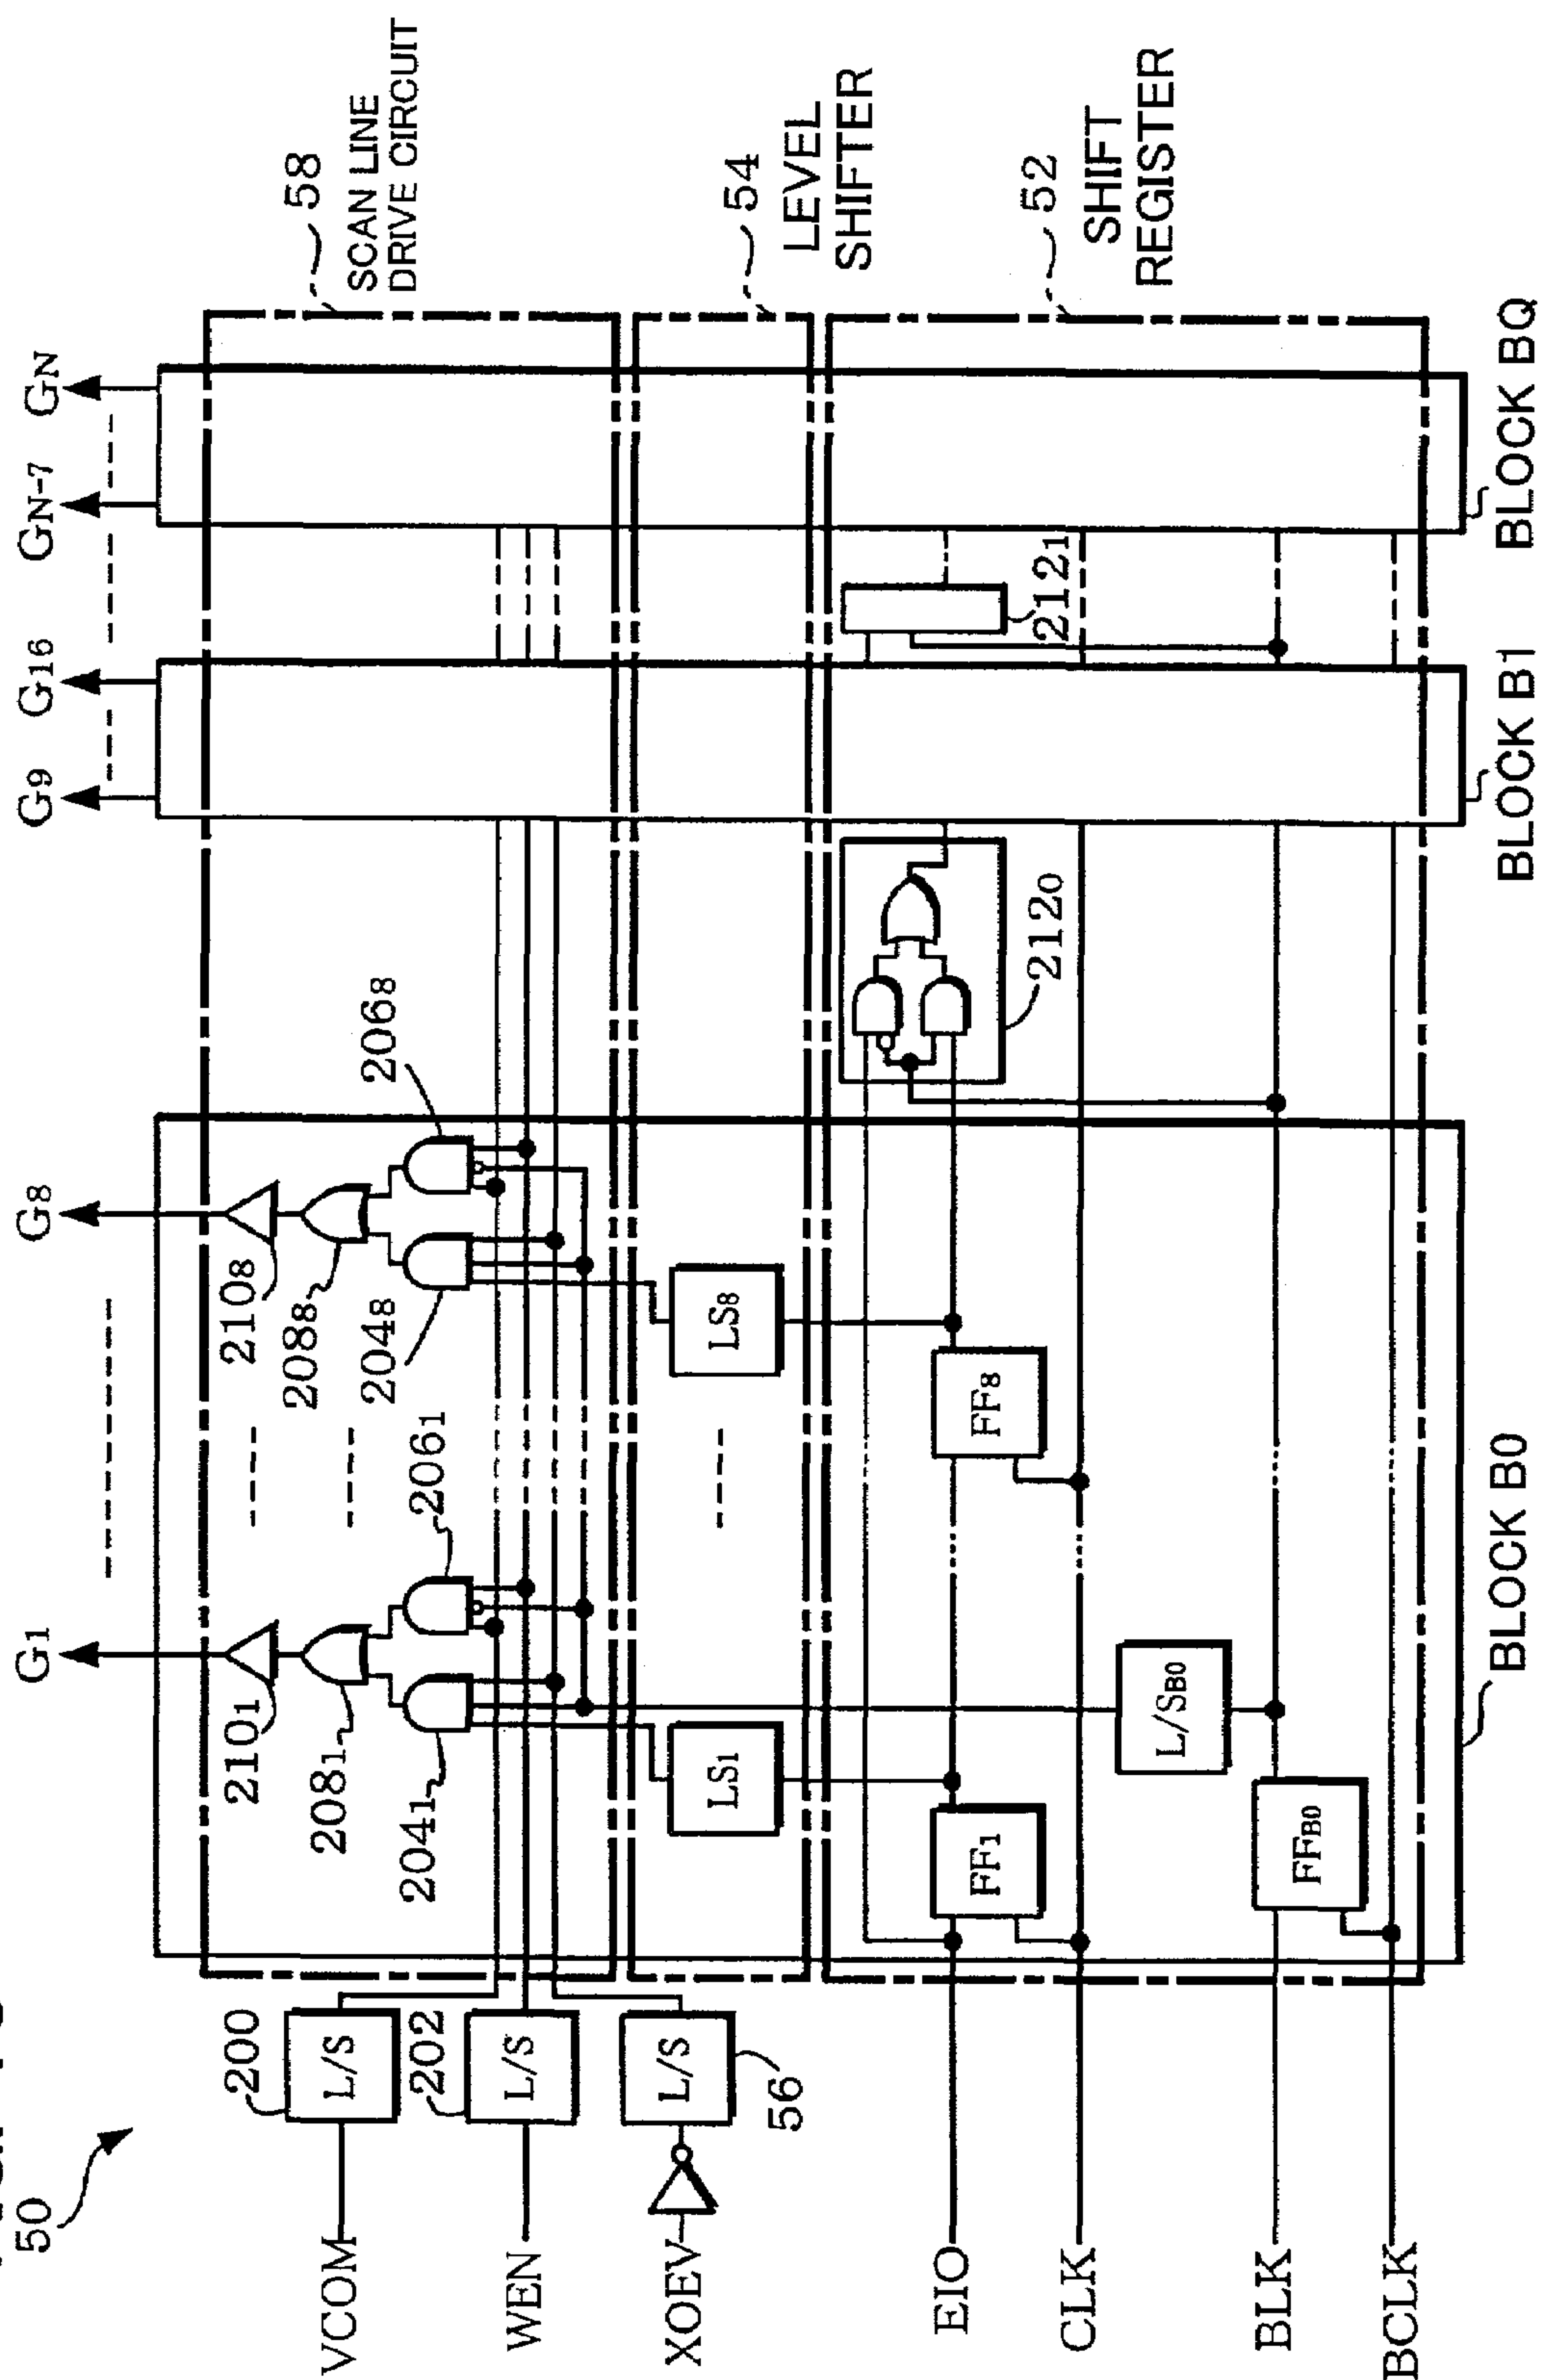 50
VCOM
WEN
XOEV
EIO
CLK
BLK
BCLK
200
L/S
202
L/S
L/S
56
G1
G8
G9
G16
GN-7
GN
2101
2081
2041
2061
2108
2088
2048
2068
58
SCAN LINE
DRIVE CIRCUIT
LS1
LS8
54
LEVEL
SHIFTER
FF1
FF8
2120
2121
52
SHIFT
REGISTER
L/SB0
FFB0
BLOCK B0
BLOCK B1
BLOCK BQ